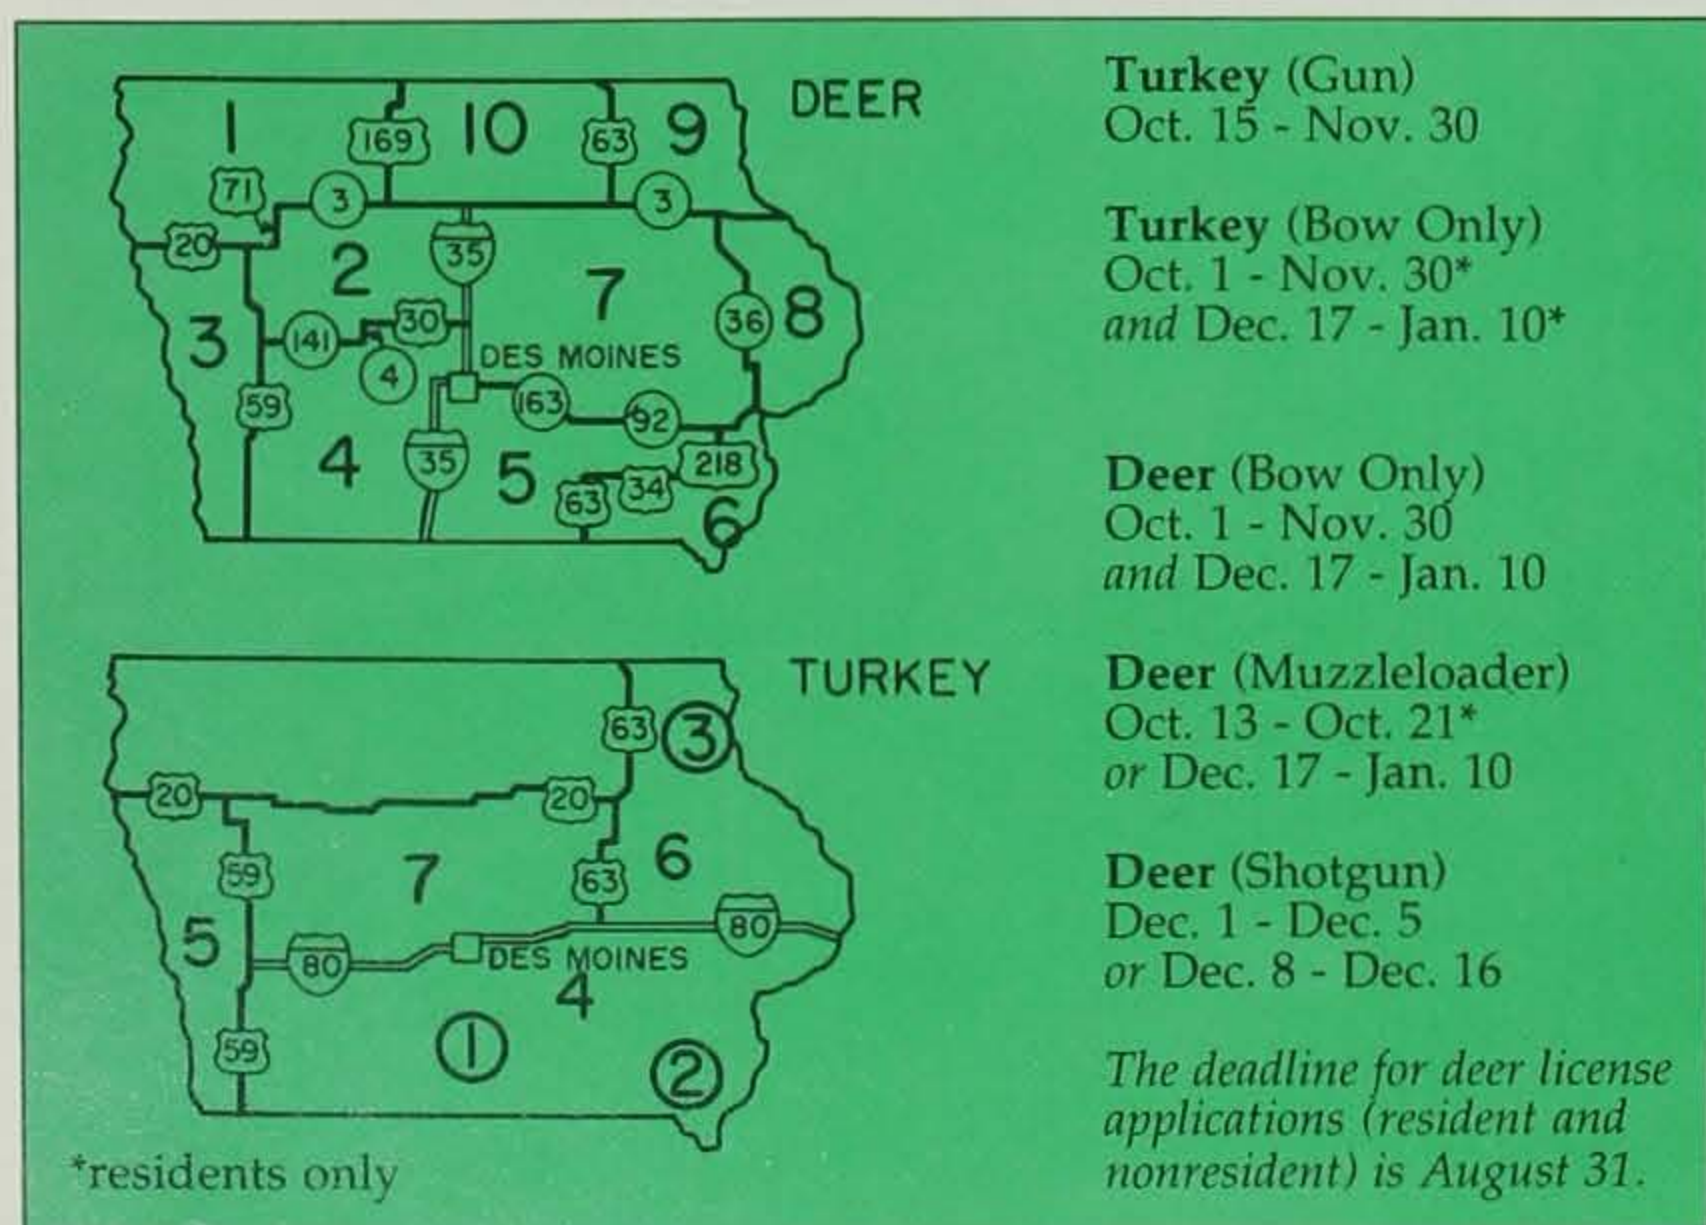 DEER
1
169
10
63
9
71
3
3
20
35
2
7
36
8
3
141
30
4
DES MOINES
59
163
92
4
35
5
218
63
34
6
TURKEY
63
3
20
20
59
7
63
6
5
80
80
DES MOINES
4
1
59
2
*residents only
Turkey (Gun)
Oct. 15 - Nov. 30
Turkey (Bow Only)
Oct. 1 - Nov. 30*
and Dec. 17 - Jan. 10*
Deer (Bow Only)
Oct. 1 - Nov. 30
and Dec. 17 - Jan. 10
Deer (Muzzleloader)
Oct. 13 - Oct. 21*
or Dec. 17 - Jan. 10
Deer (Shotgun)
Dec. 1 - Dec. 5
or Dec. 8 - Dec. 16
The deadline for deer license
applications (resident and
nonresident) is August 31.